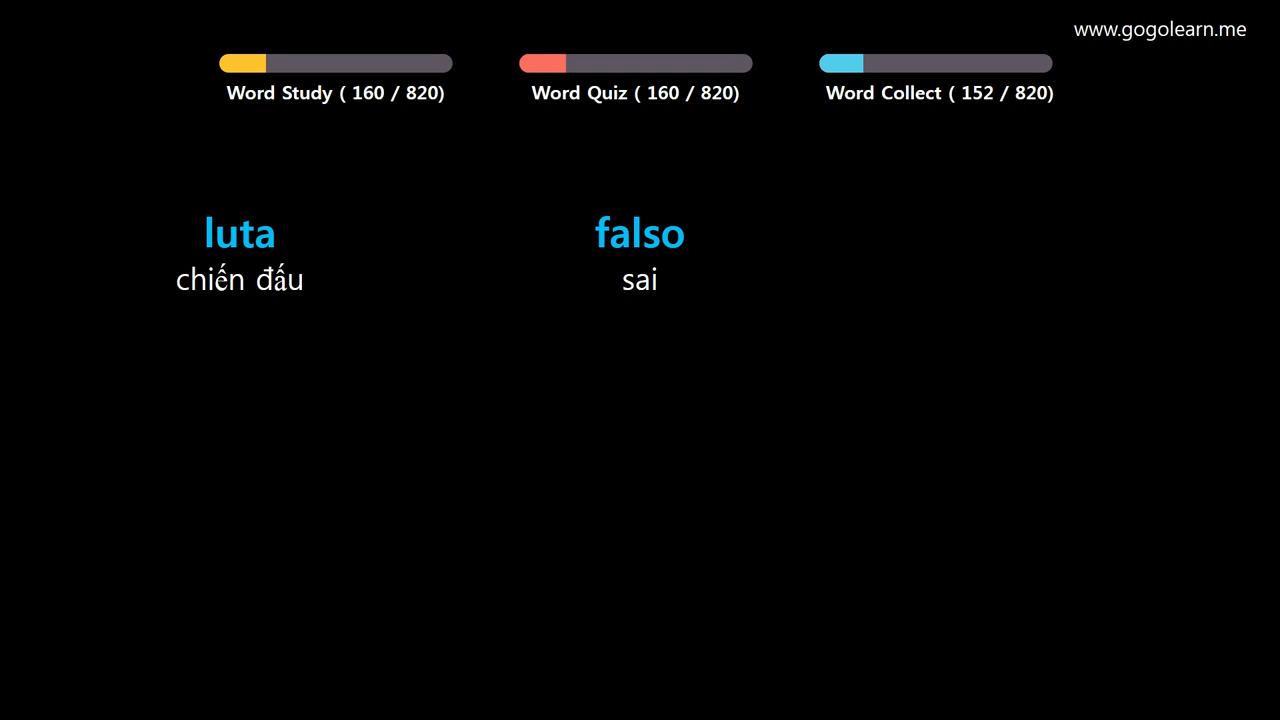 www.gogolearn.me
Word Study ( 160 / 820)
Word Quiz ( 160 / 820)
Word Collect ( 152 / 820)
luta
chiến đấu
falso
sai